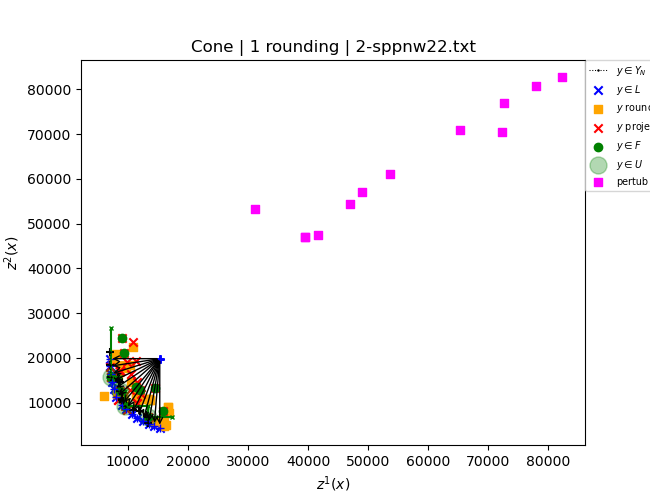 Cone | 1 rounding | 2-sppnw22.txt
80000
70000
60000
50000
40000
30000
20000
10000
z²(x)
10000 20000 30000 40000 50000 60000 70000 80000
z¹(x)
y ∈ Y_N
y ∈ L
y roun
y proje
y ∈ F
y ∈ U
pertub